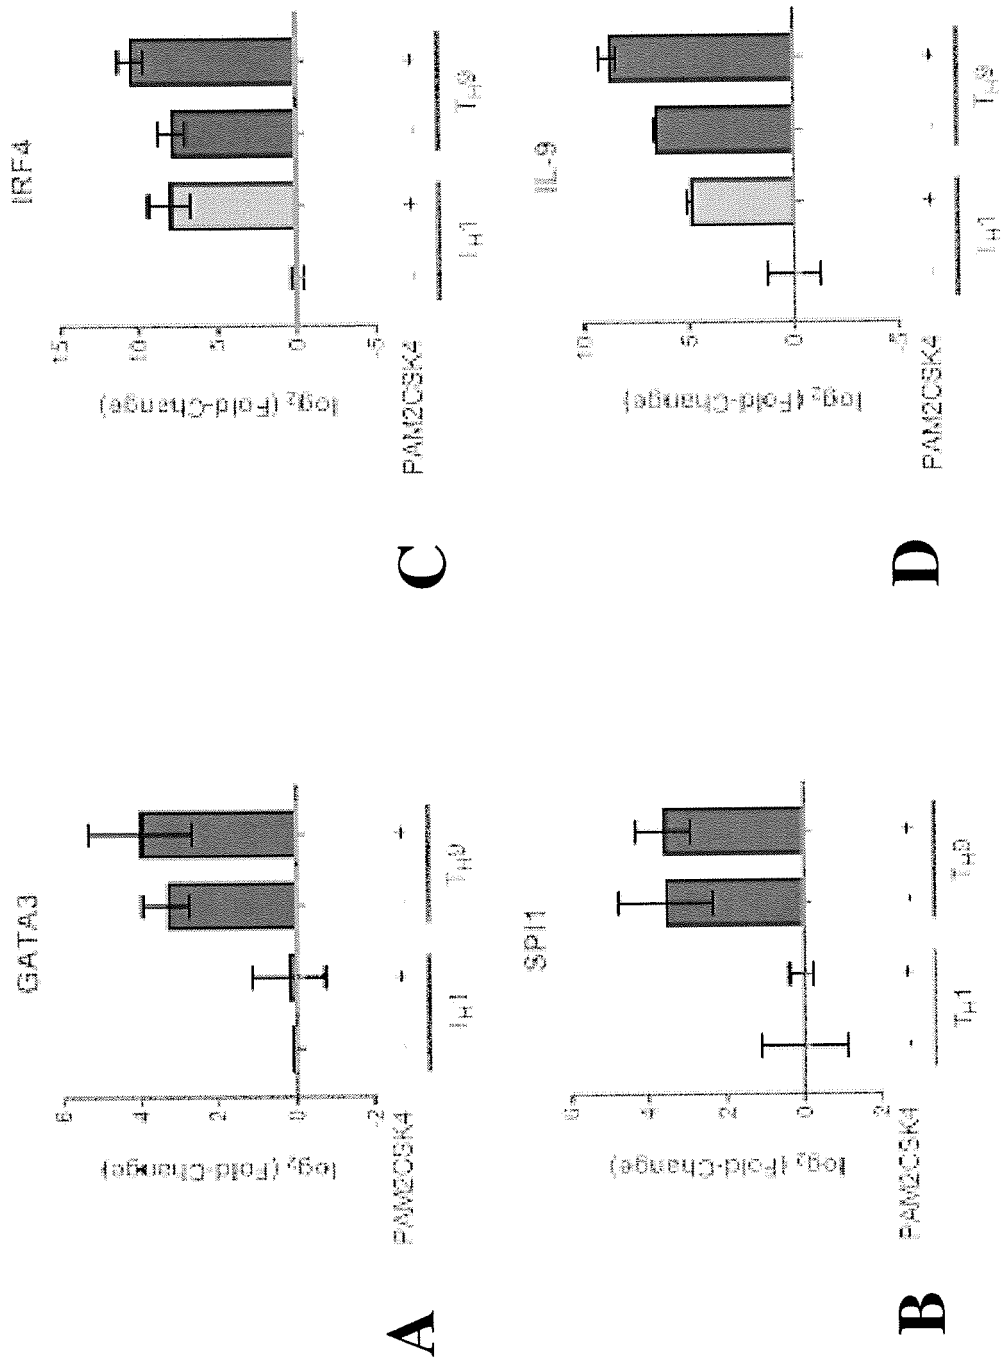 A
GATA3
log₂ (Fold-Change)
6
4
2
0
-2
PAM2CSK4 - + - +
TH1 TH9
B
SPI1
log₂ (Fold-Change)
6
4
2
0
-2
PAM2CSK4 - + - +
TH1 TH9
C
IRF4
log₂ (Fold-Change)
15
10
5
0
-5
PAM2CSK4 - + - +
TH1 TH9
D
IL-9
log₂ (Fold-Change)
10
5
0
-5
PAM2CSK4 - + - +
TH1 TH9